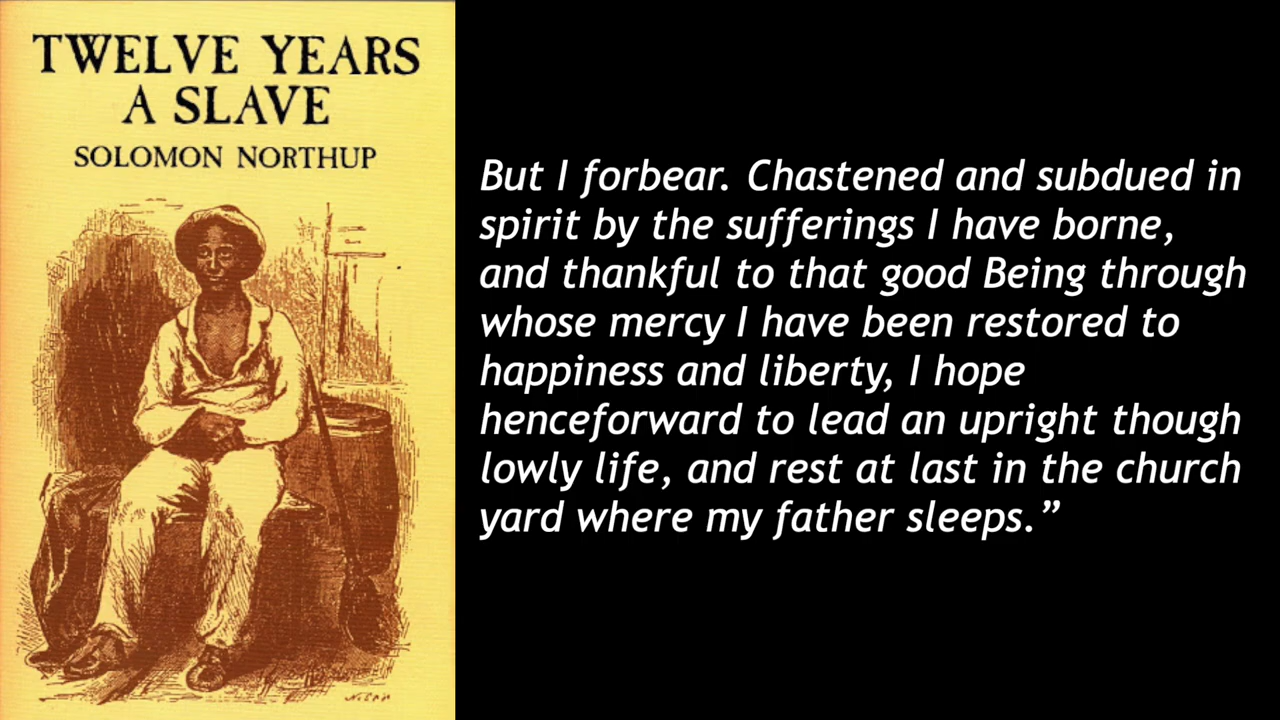 TWELVE YEARS
A SLAVE
SOLOMON NORTHUP
But I forbear. Chastened and subdued in
spirit by the sufferings I have borne,
and thankful to that good Being through
whose mercy I have been restored to
happiness and liberty, I hope
henceforward to lead an upright though
lowly life, and rest at last in the church
yard where my father sleeps.”